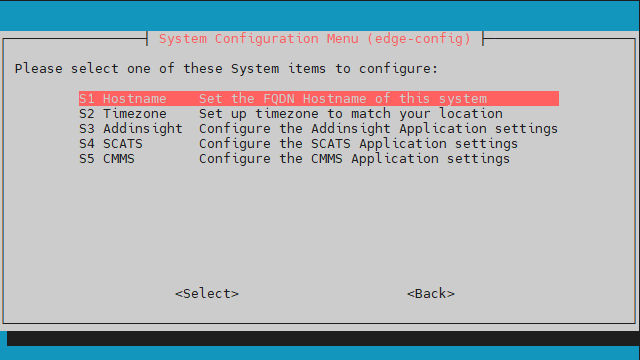 System Configuration Menu (edge-config)
Please select one of these System items to configure:
S1 Hostname Set the FQDN Hostname of this system
S2 Timezone Set up timezone to match your location
S3 Addinsight Configure the Addinsight Application settings
S4 SCATS Configure the SCATS Application settings
S5 CMMS Configure the CMMS Application settings
<Select> <Back>